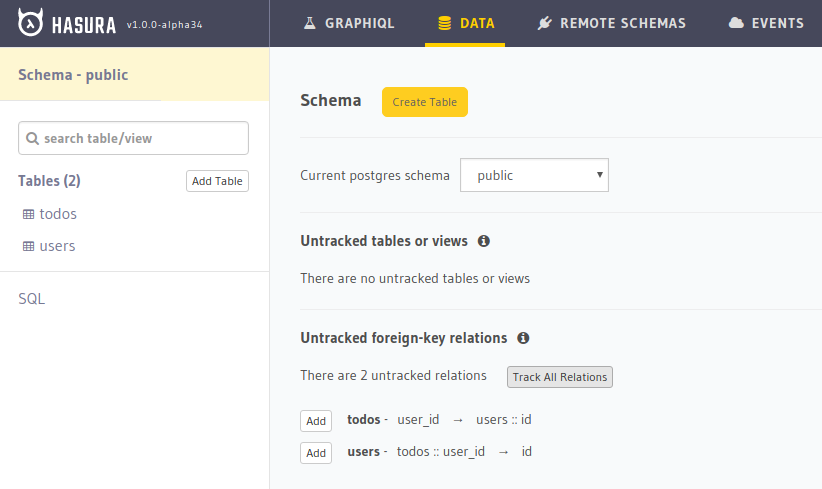 HASURA v1.0.0-alpha34
GRAPHIQL DATA REMOTE SCHEMAS EVENTS
Schema - public
search table/view
Tables (2) Add Table
todos
users
SQL
Schema Create Table
Current postgres schema public
Untracked tables or views
There are no untracked tables or views
Untracked foreign-key relations
There are 2 untracked relations Track All Relations
Add todos - user_id → users :: id
Add users - todos :: user_id → id